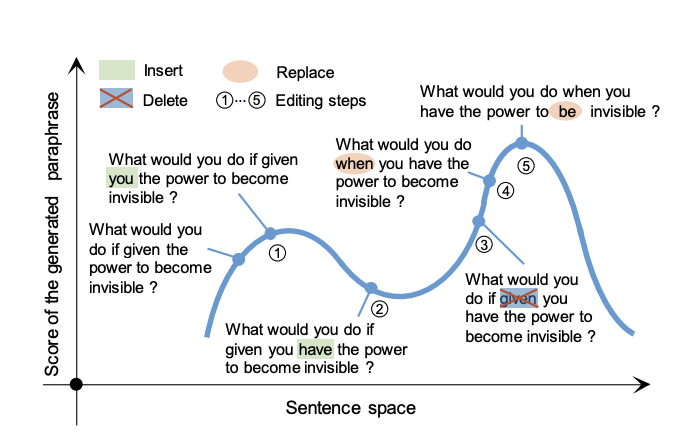 Insert
Replace
Delete
①···⑤ Editing steps
Score of the generated paraphrase
What would you do when you
have the power to be invisible ?
⑤
What would you do
when you have the
power to become
invisible ?
④
What would you do if given
you the power to become
invisible ?
①
What would you
do if given the
power to become
invisible ?
③
What would you
do if given you
have the power to
become invisible ?
②
What would you do if
given you have the power
to become invisible ?
Sentence space